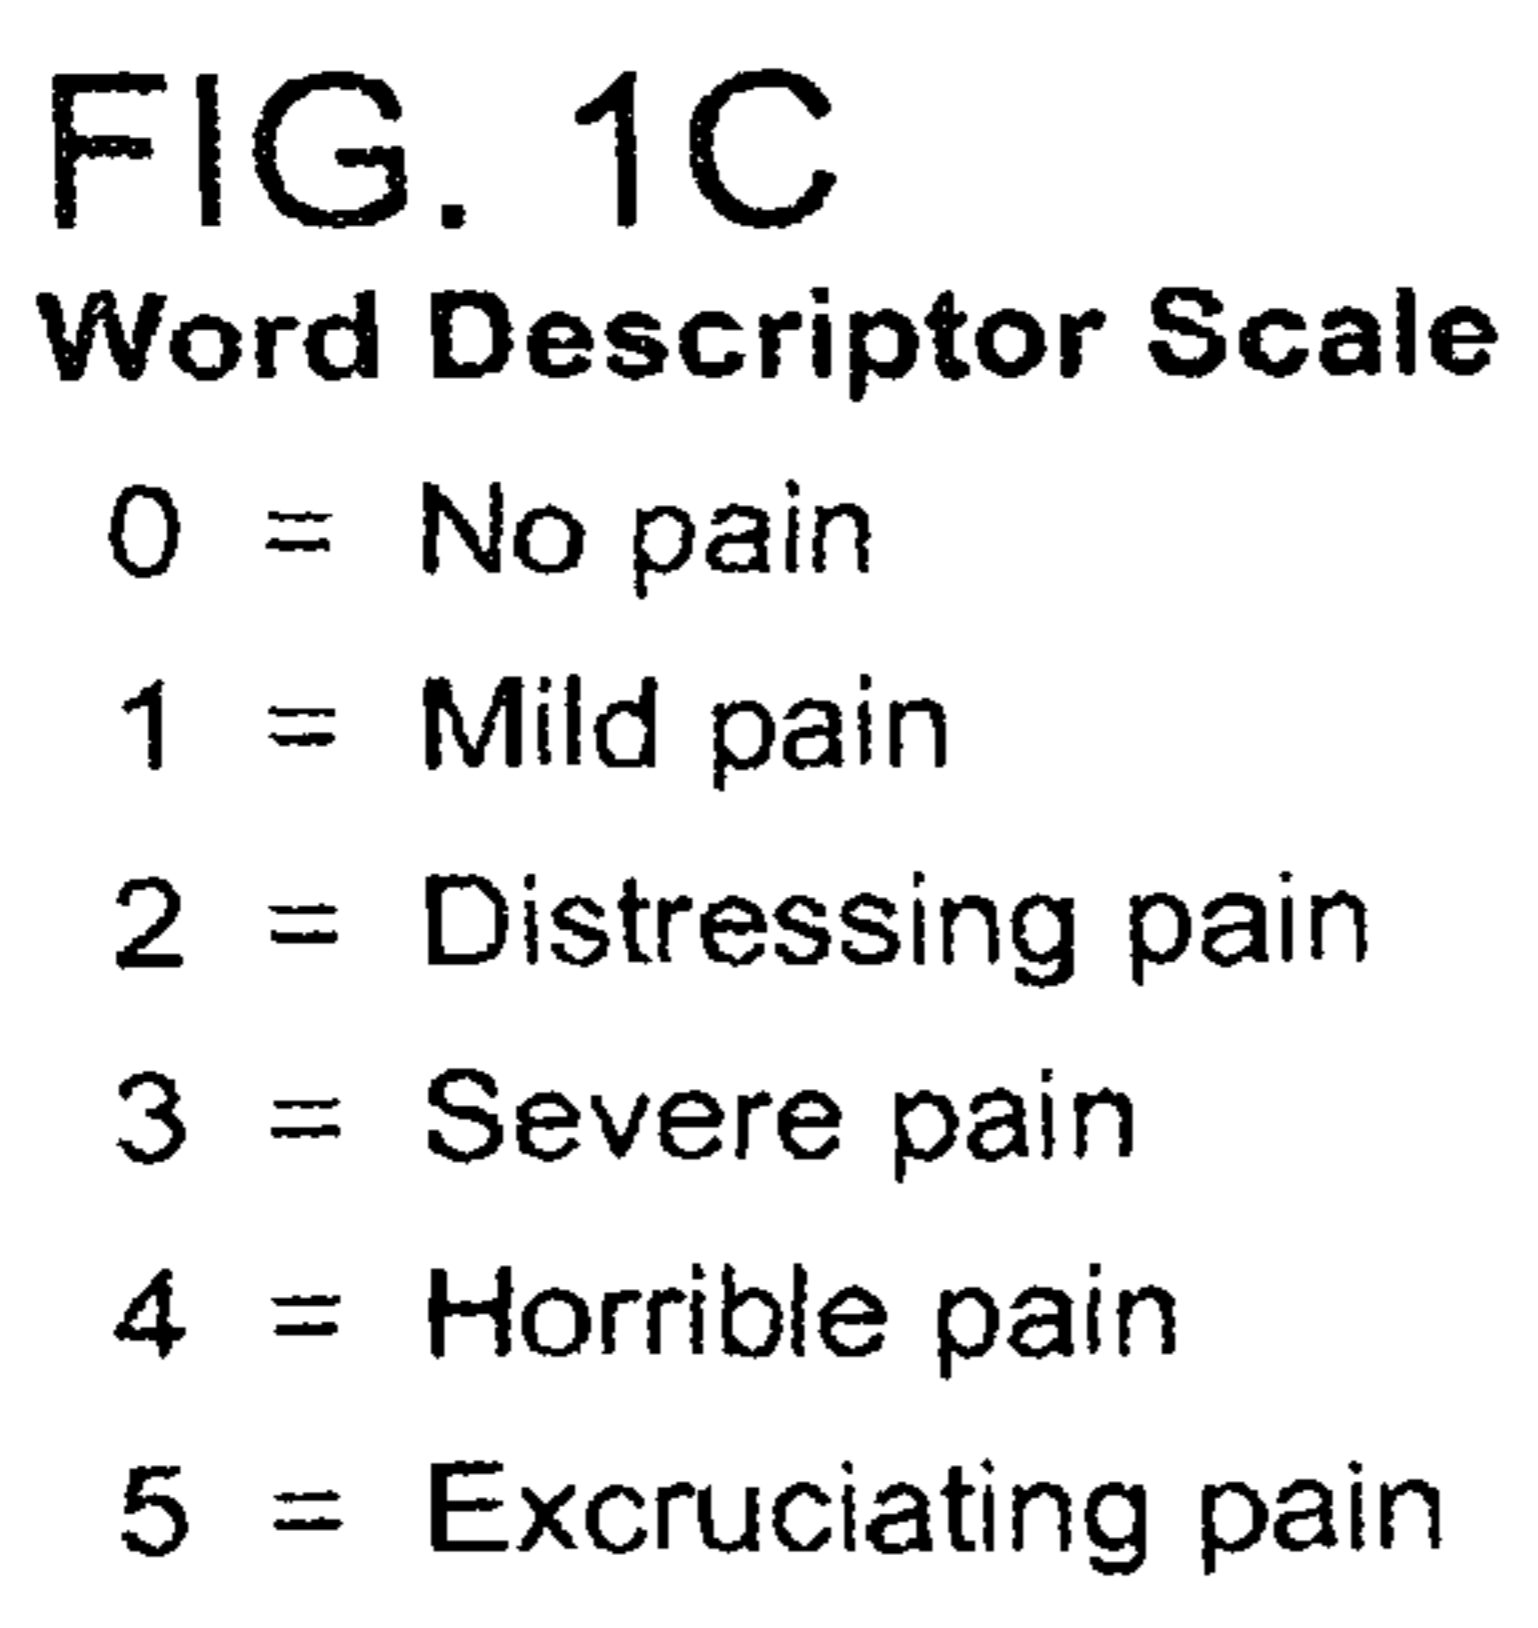 FIG. 1C
Word Descriptor Scale
0 = No pain
1 = Mild pain
2 = Distressing pain
3 = Severe pain
4 = Horrible pain
5 = Excruciating pain